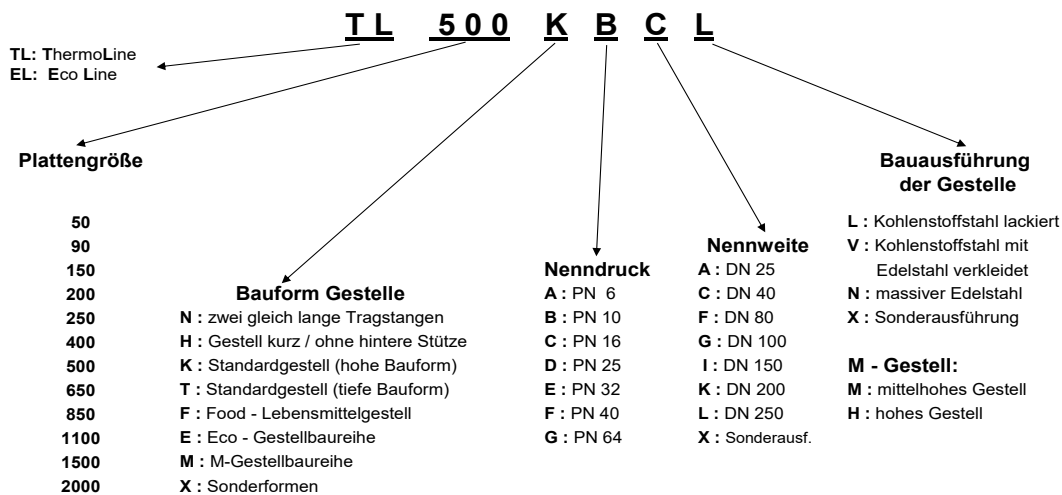 TL 500 K B C L
TL: ThermoLine
EL: Eco Line
Plattengröße
50
90
150
200
250
400
500
650
850
1100
1500
2000
Bauform Gestelle
N : zwei gleich lange Tragstangen
H : Gestell kurz / ohne hintere Stütze
K : Standardgestell (hohe Bauform)
T : Standardgestell (tiefe Bauform)
F : Food - Lebensmittelgestell
E : Eco - Gestellbaureihe
M : M-Gestellbaureihe
X : Sonderformen
Nenndruck
A : PN 6
B : PN 10
C : PN 16
D : PN 25
E : PN 32
F : PN 40
G : PN 64
Nennweite
A : DN 25
C : DN 40
F : DN 80
G : DN 100
I : DN 150
K : DN 200
L : DN 250
X : Sonderausf.
Bauausführung
der Gestelle
L : Kohlenstoffstahl lackiert
V : Kohlenstoffstahl mit
Edelstahl verkleidet
N : massiver Edelstahl
X : Sonderausführung
M - Gestell:
M : mittelhohes Gestell
H : hohes Gestell